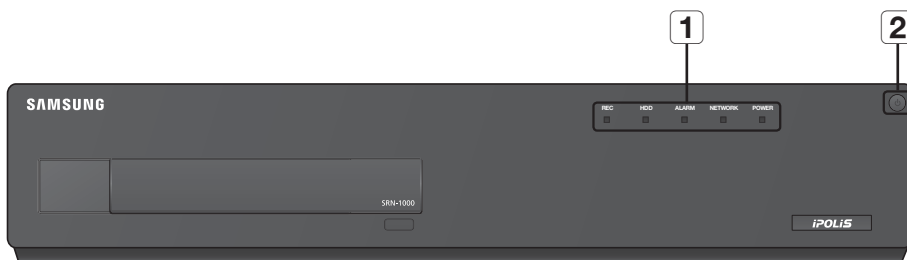 1
2
SAMSUNG
REC HDD ALARM NETWORK POWER
SRN-1000
iPOLiS